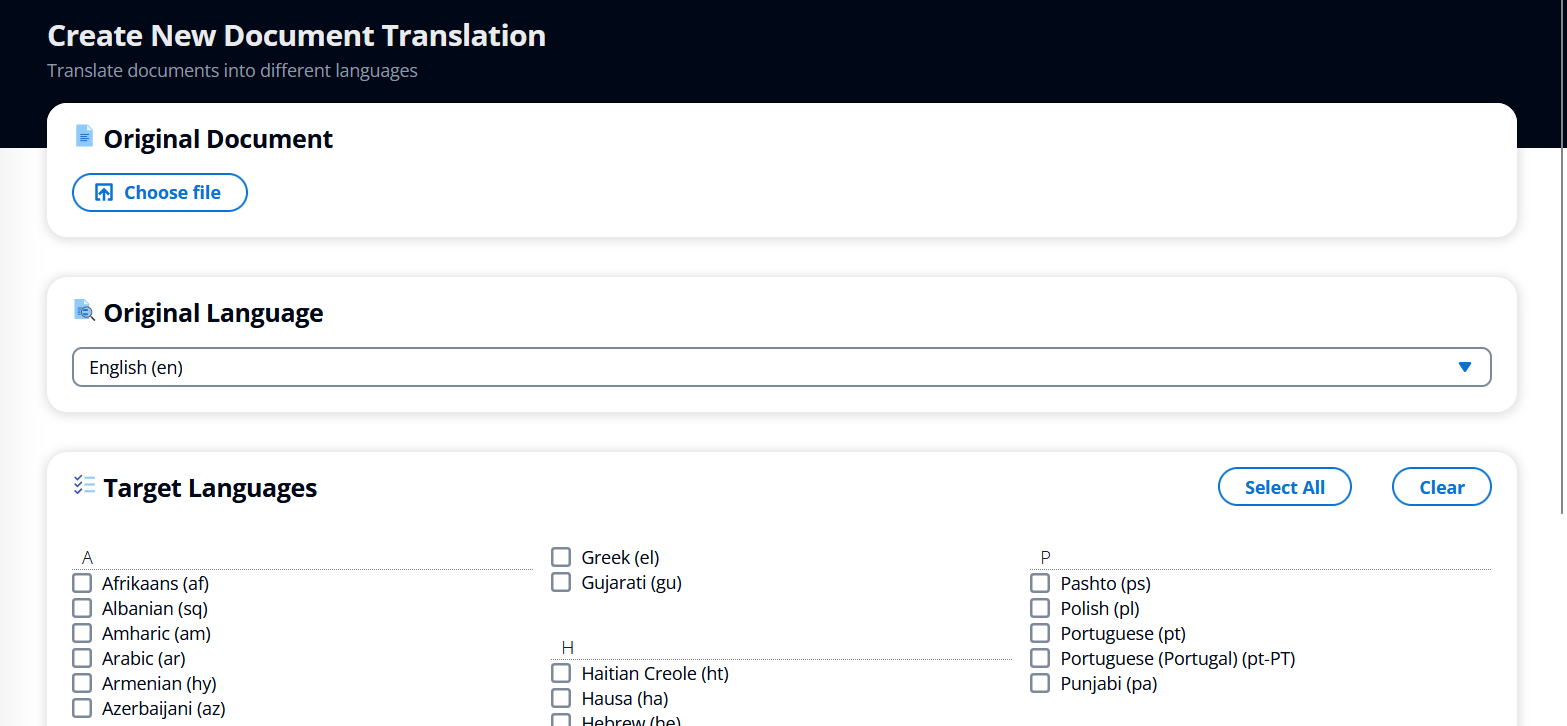 Create New Document Translation
Translate documents into different languages
Original Document
Choose file
Original Language
English (en)
Target Languages
Select All
Clear
A
Afrikaans (af)
Albanian (sq)
Amharic (am)
Arabic (ar)
Armenian (hy)
Azerbaijani (az)
Greek (el)
Gujarati (gu)
H
Haitian Creole (ht)
Hausa (ha)
Hebrew (he)
P
Pashto (ps)
Polish (pl)
Portuguese (pt)
Portuguese (Portugal) (pt-PT)
Punjabi (pa)